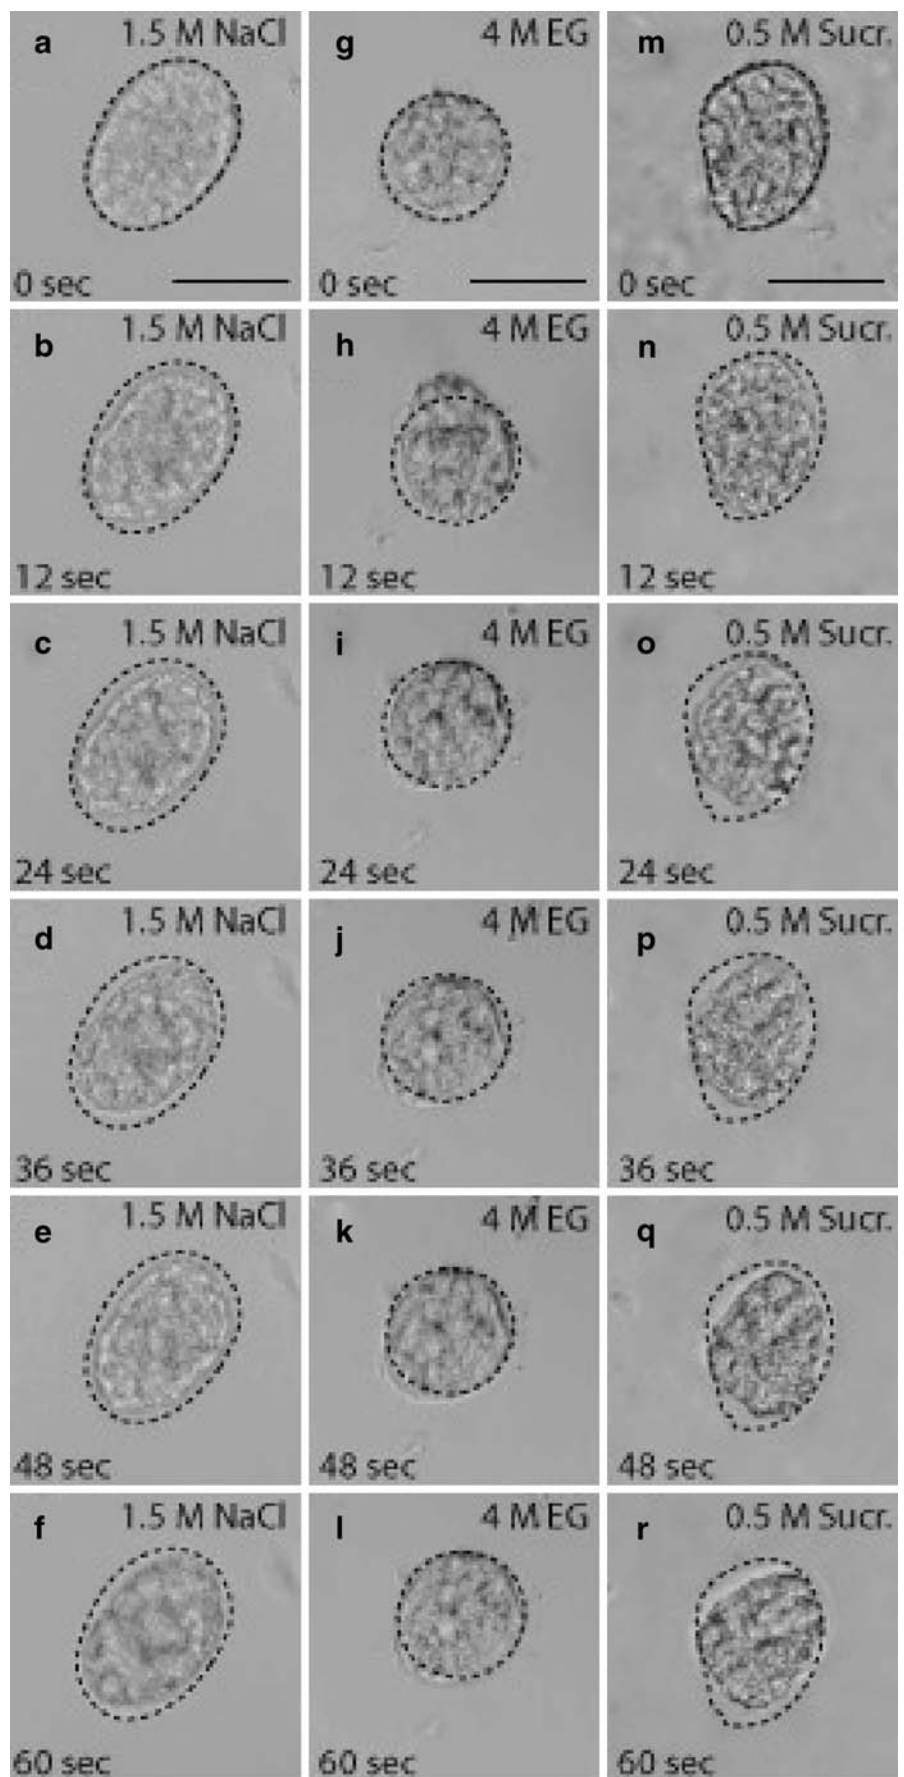 a 1.5 M NaCl
0 sec
g 4 M EG
0 sec
m 0.5 M Sucr.
0 sec
b 1.5 M NaCl
12 sec
h 4 M EG
12 sec
n 0.5 M Sucr.
12 sec
c 1.5 M NaCl
24 sec
i 4 M EG
24 sec
o 0.5 M Sucr.
24 sec
d 1.5 M NaCl
36 sec
j 4 M EG
36 sec
p 0.5 M Sucr.
36 sec
e 1.5 M NaCl
48 sec
k 4 M EG
48 sec
q 0.5 M Sucr.
48 sec
f 1.5 M NaCl
60 sec
l 4 M EG
60 sec
r 0.5 M Sucr.
60 sec